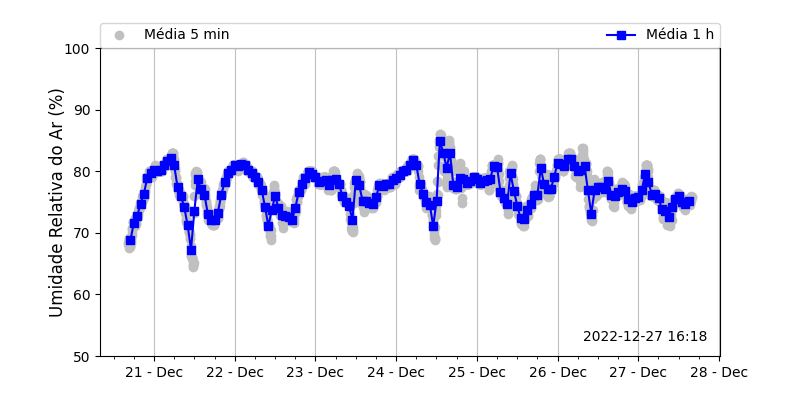 Média 5 min
Média 1 h
100
90
80
70
60
50
Umidade Relativa do Ar (%)
2022-12-27 16:18
21 - Dec
22 - Dec
23 - Dec
24 - Dec
25 - Dec
26 - Dec
27 - Dec
28 - Dec